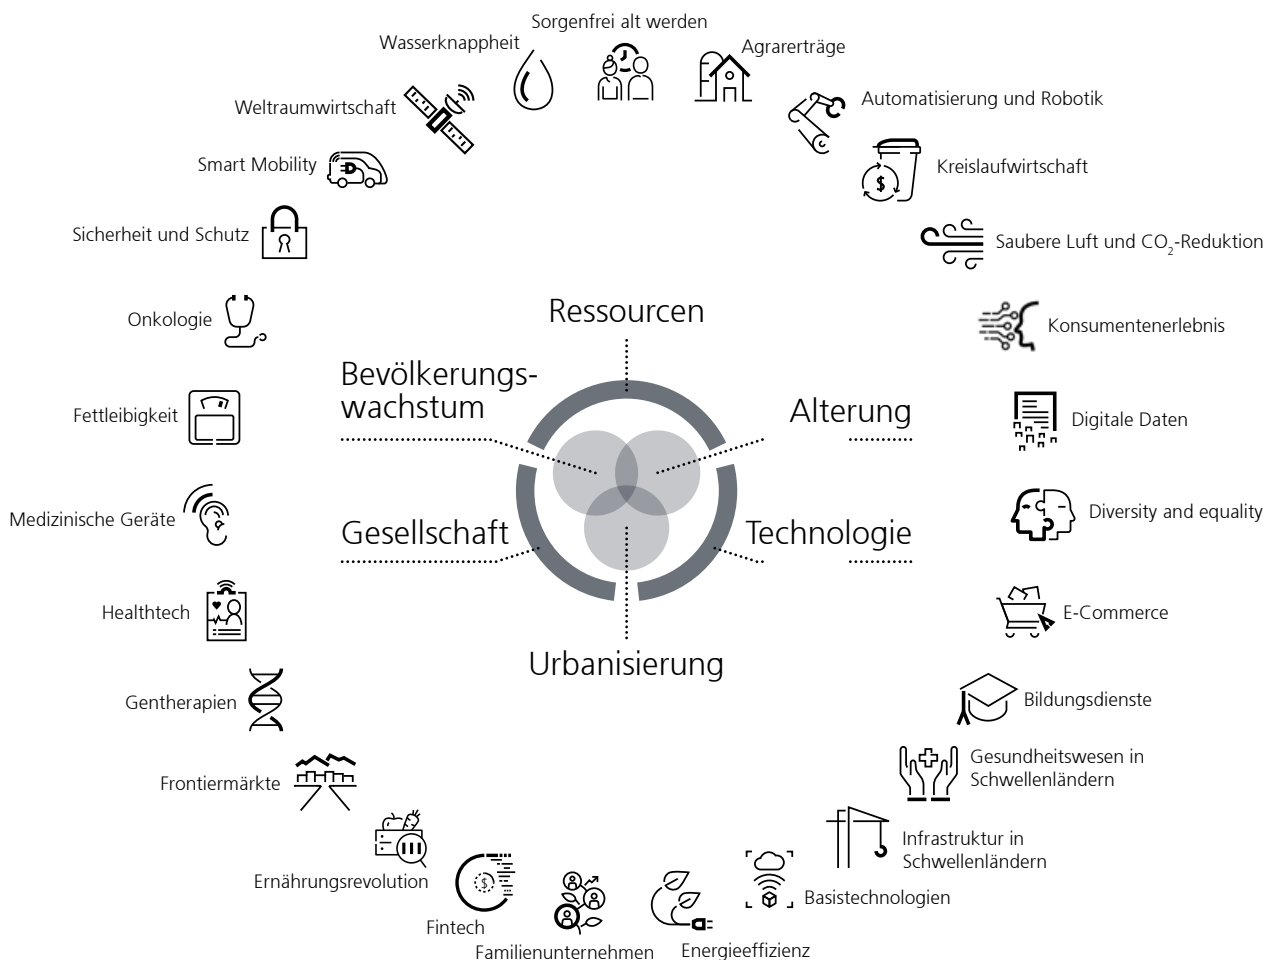 Sorgenfrei alt werden
Agrarerträge
Automatisierung und Robotik
Kreislaufwirtschaft
Saubere Luft und CO₂-Reduktion
Konsumentenerlebnis
Digitale Daten
Diversity and equality
E-Commerce
Bildungsdienste
Gesundheitswesen in
Schwellenländern
Infrastruktur in
Schwellenländern
Basistechnologien
Energieeffizienz
Familienunternehmen
Fintech
Ernährungsrevolution
Frontiermärkte
Gentherapien
Healthtech
Medizinische Geräte
Fettleibigkeit
Onkologie
Sicherheit und Schutz
Smart Mobility
Weltraumwirtschaft
Wasserknappheit
Ressourcen
Bevölkerungs-
wachstum
Alterung
Gesellschaft
Technologie
Urbanisierung
$
$